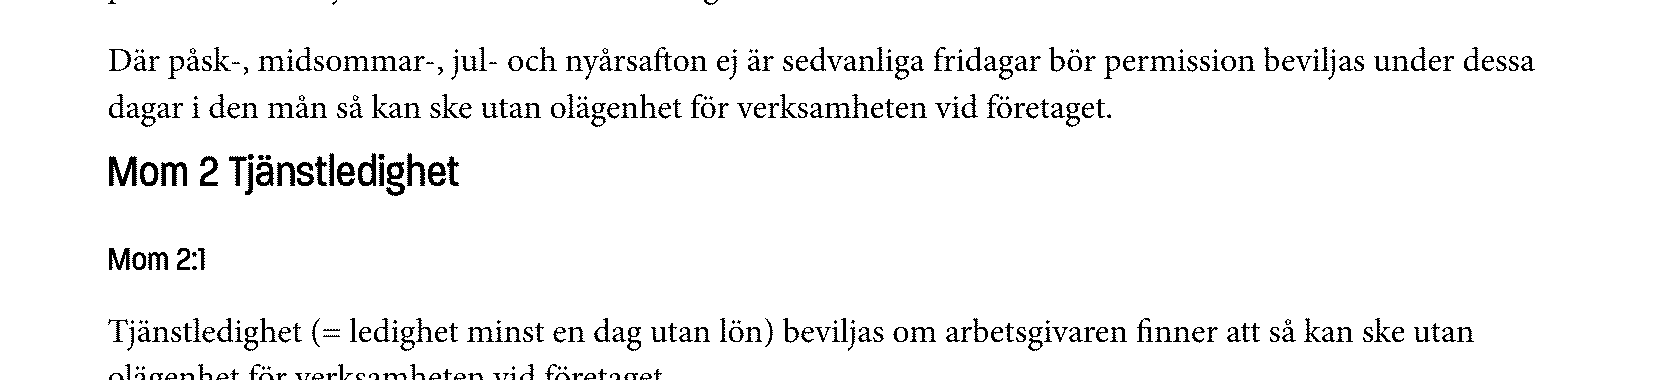 Där påsk-, midsommar-, jul- och nyårsafton ej är sedvanliga fridagar bör permission beviljas under dessa
dagar i den mån så kan ske utan olägenhet för verksamheten vid företaget.
Mom 2 Tjänstledighet
Mom 2:1
Tjänstledighet (= ledighet minst en dag utan lön) beviljas om arbetsgivaren finner att så kan ske utan
olägenhet för verksamheten vid företaget.